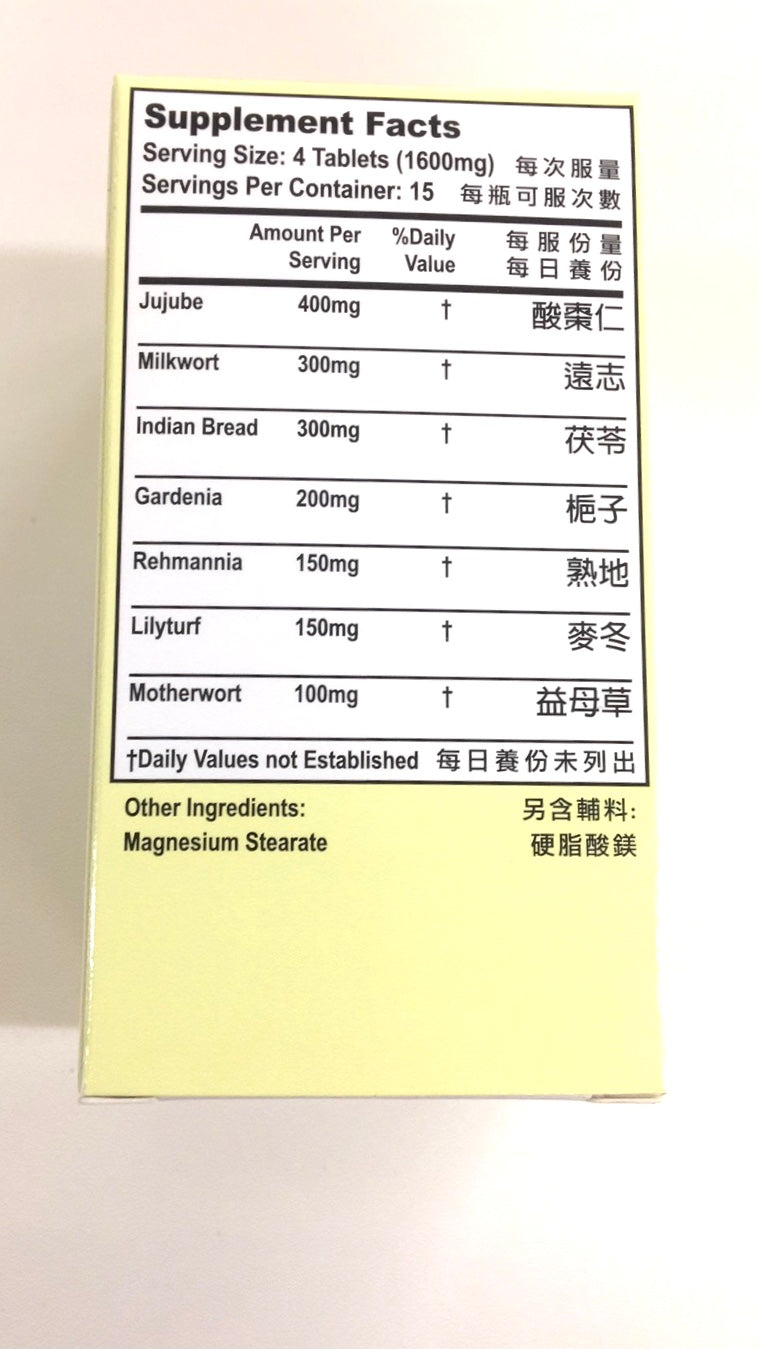 Supplement Facts
Serving Size: 4 Tablets (1600mg) 每次服量
Servings Per Container: 15 每瓶可服次數
Amount Per Serving %Daily Value 每服份量 每日養份
Jujube 400mg † 酸棗仁
Milkwort 300mg † 遠志
Indian Bread 300mg † 茯苓
Gardenia 200mg † 梔子
Rehmannia 150mg † 熟地
Lilyturf 150mg † 麥冬
Motherwort 100mg † 益母草
†Daily Values not Established 每日養份未列出
Other Ingredients: 另含輔料:
Magnesium Stearate 硬脂酸鎂